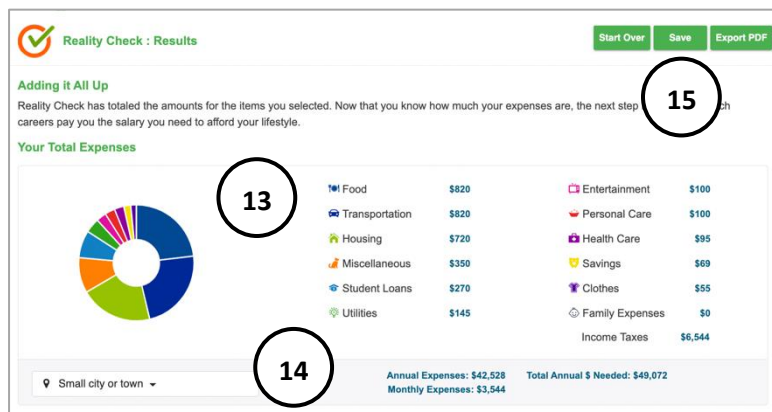 Reality Check : Results
Start Over
Save
Export PDF
Adding it All Up
Reality Check has totaled the amounts for the items you selected. Now that you know how much your expenses are, the next step
careers pay you the salary you need to afford your lifestyle.
15
Your Total Expenses
13
Food $820
Transportation $820
Housing $720
Miscellaneous $350
Student Loans $270
Utilities $145
Entertainment $100
Personal Care $100
Health Care $95
Savings $69
Clothes $55
Family Expenses $0
Income Taxes $6,544
14
Small city or town
Annual Expenses: $42,528
Monthly Expenses: $3,544
Total Annual $ Needed: $49,072